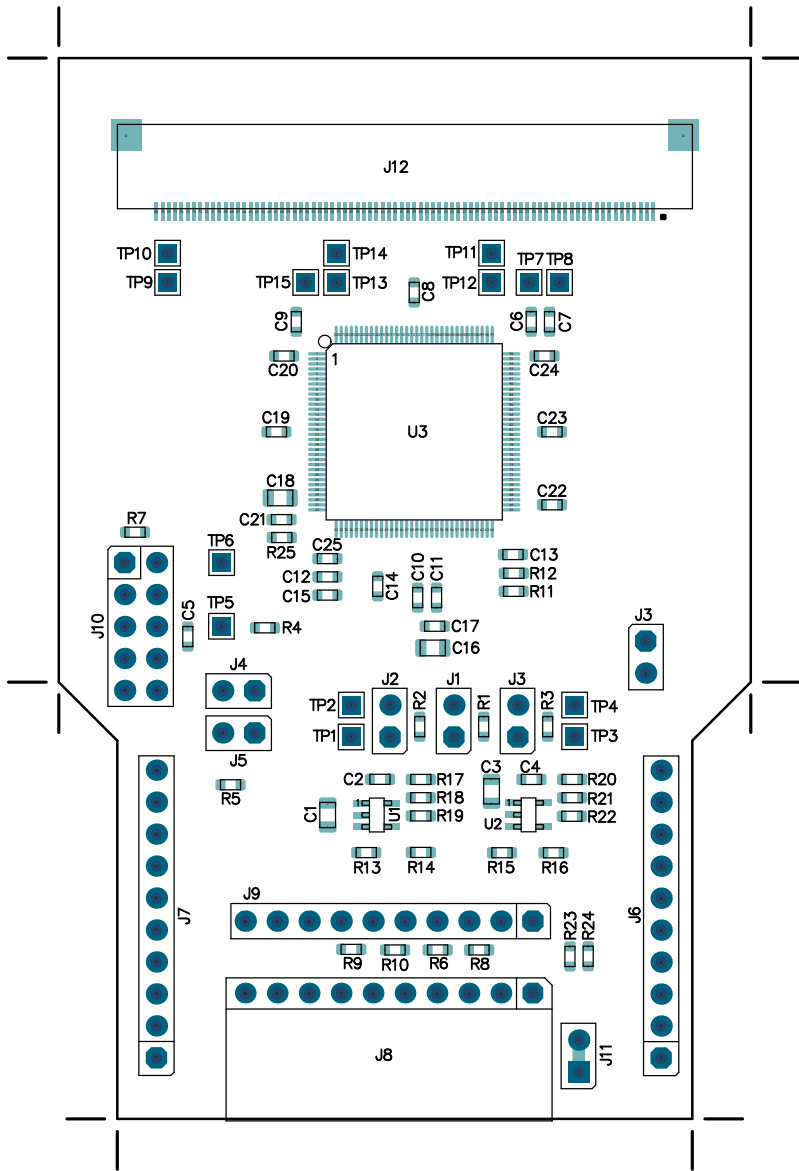 J12
TP10
TP14
TP11
TP9
TP15
TP13
TP12
TP7
TP8
C8
C9
C6
C7
1
C20
C24
C19
U3
C23
C18
C22
C21
R7
R25
TP6
C25
C13
C12
C14
C10
C11
R12
C15
R11
J10
C5
TP5
R4
C17
J3
C16
J4
J2
J1
J3
TP2
R2
R1
R3
TP4
TP1
TP3
J5
C2
R17
C3
C4
R20
R5
R18
R21
C1
1
U1
R19
U2
1
R22
R13
R14
R15
R16
J9
J7
R23
R24
J6
R9
R10
R6
R8
J8
J11